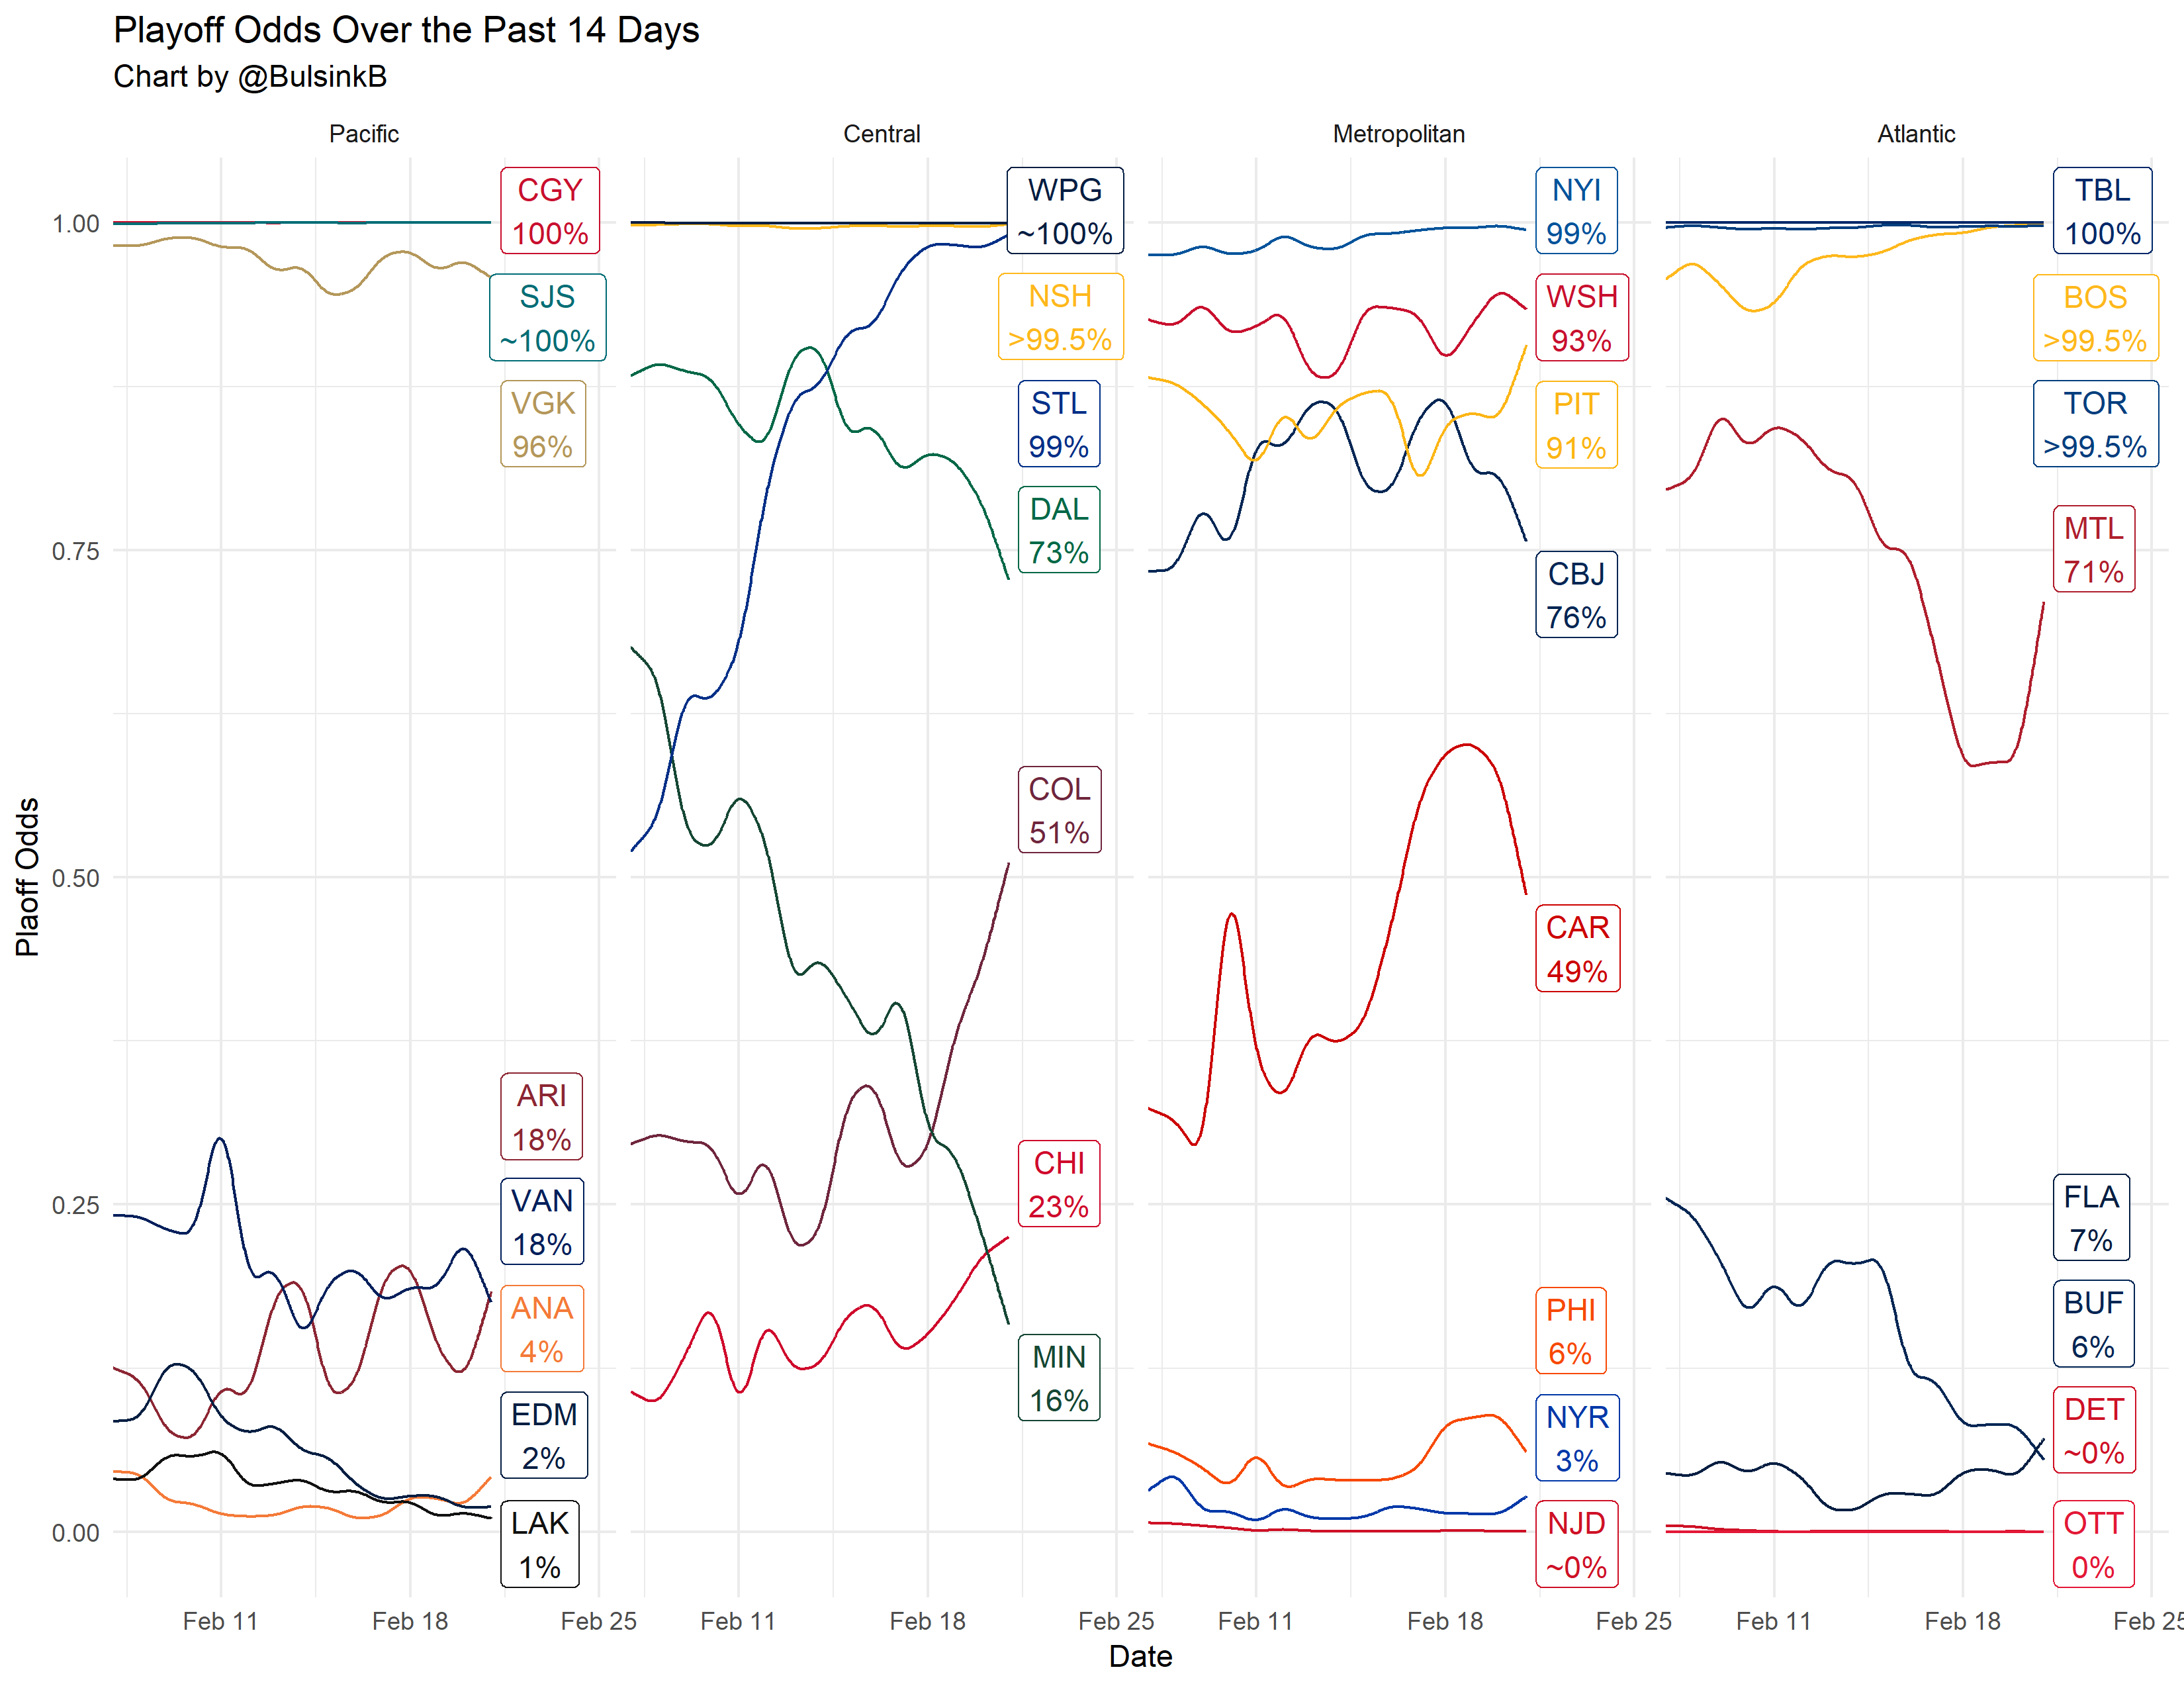 Playoff Odds Over the Past 14 Days
Chart by @BulsinkB
Pacific
Central
Metropolitan
Atlantic
Plaoff Odds
1.00
0.75
0.50
0.25
0.00
CGY
100%
SJS
~100%
VGK
96%
ARI
18%
VAN
18%
ANA
4%
EDM
2%
LAK
1%
WPG
~100%
NSH
>99.5%
STL
99%
DAL
73%
COL
51%
CHI
23%
MIN
16%
NYI
99%
WSH
93%
PIT
91%
CBJ
76%
CAR
49%
PHI
6%
NYR
3%
NJD
~0%
TBL
100%
BOS
>99.5%
TOR
>99.5%
MTL
71%
FLA
7%
BUF
6%
DET
~0%
OTT
0%
Feb 11 Feb 18 Feb 25 Feb 11 Feb 18 Feb 25 Feb 11 Feb 18 Feb 25 Feb 11 Feb 18 Feb 25
Date